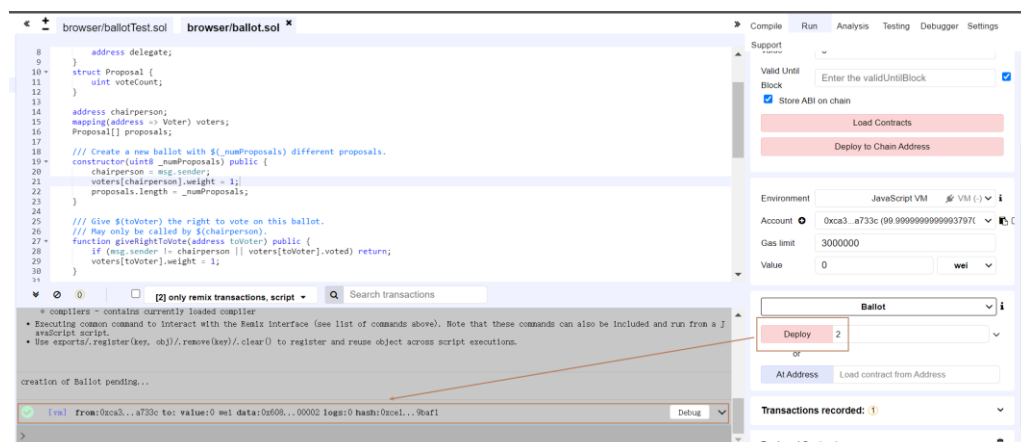 browser/ballotTest.sol browser/ballot.sol *
8 address delegate;
9 }
10 struct Proposal {
11 uint voteCount;
12 }
13
14 address chairperson;
15 mapping(address => Voter) voters;
16 Proposal[] proposals;
17
18 /// Create a new ballot with $(_numProposals) different proposals.
19 constructor(uint8 _numProposals) public {
20 chairperson = msg.sender;
21 voters[chairperson].weight = 1;
22 proposals.length = _numProposals;
23 }
24
25 /// Give $(toVoter) the right to vote on this ballot.
26 /// May only be called by $(chairperson).
27 function giveRightToVote(address toVoter) public {
28 if (msg.sender != chairperson || voters[toVoter].voted) return;
29 voters[toVoter].weight = 1;
30 }
31
0 [2] only remix transactions, script Search transactions
compilers - contains currently loaded compiler
• Executing common command to interact with the Remix interface (see list of commands above). Note that these commands can also be included and run from a J
avaScript script.
• Use exports/.register(key, obj)/.remove(key)/.clear() to register and reuse object across script executions.
creation of Ballot pending...
[vm] from:0xca3...a733c to: value:0 wei data:0x608...00002 logs:0 hash:0xce1...9baf1 Debug
>
Compile Run Analysis Testing Debugger Settings
Support
Valid Until
Block Enter the validUntilBlock
Store ABI on chain
Load Contracts
Deploy to Chain Address
Environment JavaScript VM VM (-) i
Account 0xca3...a733c (99.999999999993797(
Gas limit 3000000
Value 0 wei
Ballot i
Deploy 2
or
At Address Load contract from Address
Transactions recorded: 1